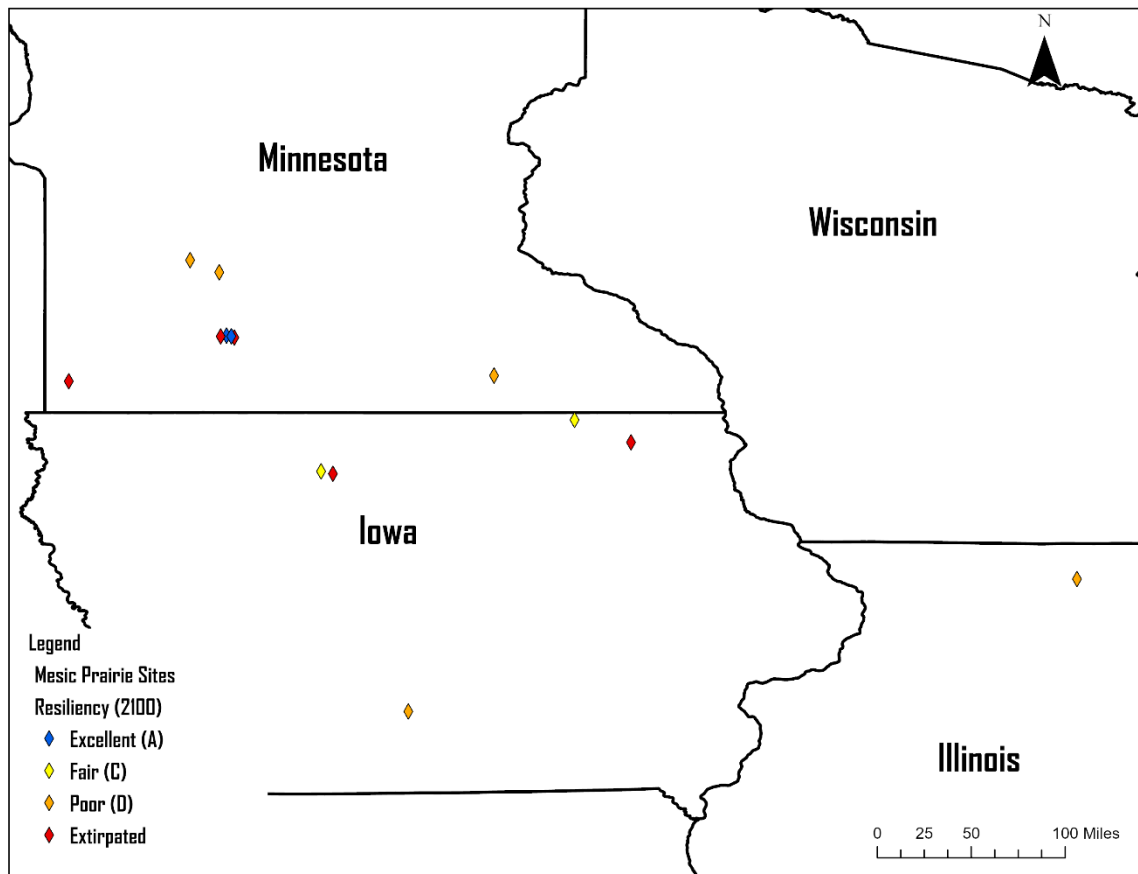 N
Minnesota
Wisconsin
Iowa
Legend
Mesic Prairie Sites
Resiliency (2100)
Excellent (A)
Fair (C)
Poor (D)
Extirpated
Illinois
0 25 50 100 Miles